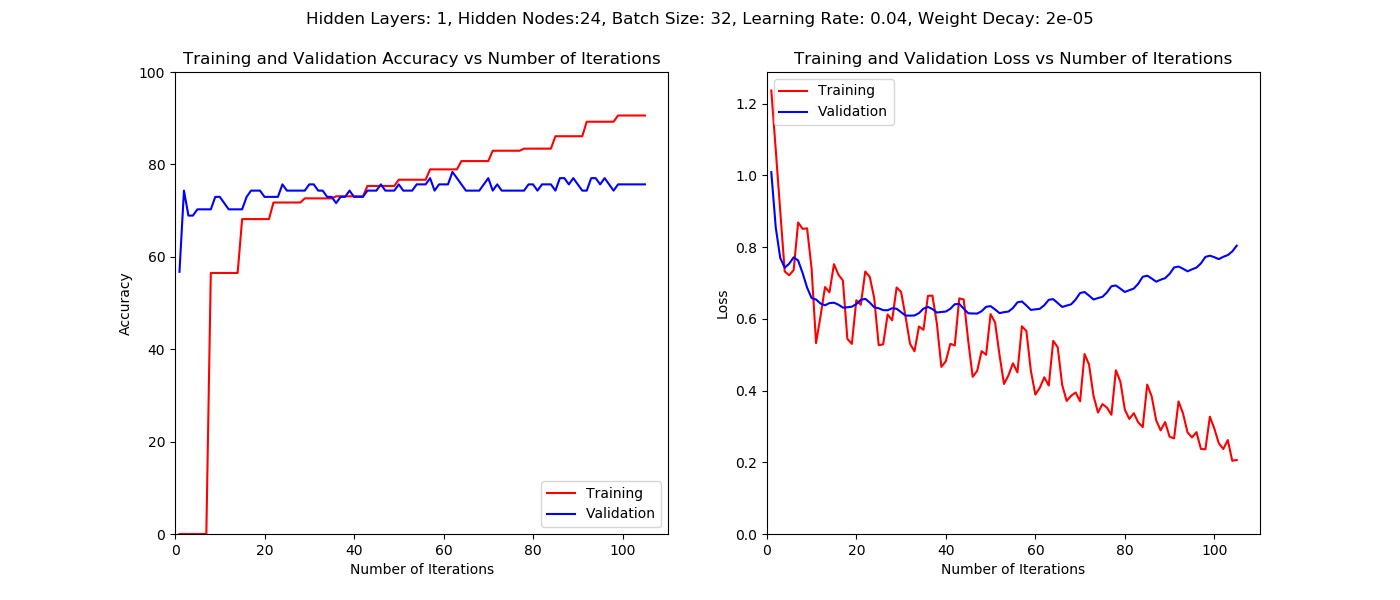 Hidden Layers: 1, Hidden Nodes:24, Batch Size: 32, Learning Rate: 0.04, Weight Decay: 2e-05
Training and Validation Accuracy vs Number of Iterations
100
80
60
40
20
0
Accuracy
0 20 40 60 80 100
Number of Iterations
Training
Validation
Training and Validation Loss vs Number of Iterations
1.2
1.0
0.8
0.6
0.4
0.2
0.0
Loss
0 20 40 60 80 100
Number of Iterations
Training
Validation